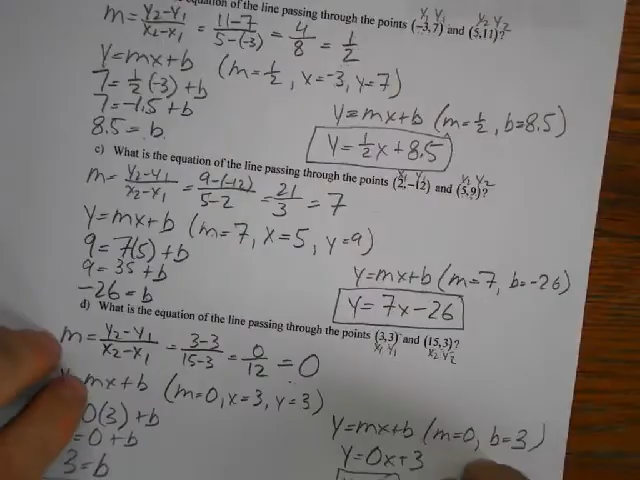 equation of the line passing through the points (-3,7) and (5,11)?
x₁ y₁ x₂ y₂
m = y₂-y₁ / x₂-x₁ = 11-7 / 5-(-3) = 4/8 = 1/2
y=mx+b (m=1/2, x=-3, y=7)
7=1/2(-3)+b
7=-1.5+b
8.5=b
y=mx+b (m=1/2, b=8.5)
y=1/2x+8.5
c) What is the equation of the line passing through the points (2,-12) and (5,9)?
x₁ y₁ x₂ y₂
m = y₂-y₁ / x₂-x₁ = 9-(-12) / 5-2 = 21/3 = 7
y=mx+b (m=7, x=5, y=9)
9=7(5)+b
9=35+b
-26=b
y=mx+b (m=7, b=-26)
y=7x-26
d) What is the equation of the line passing through the points (3,3) and (15,3)?
x₁ y₁ x₂ y₂
m = y₂-y₁ / x₂-x₁ = 3-3 / 15-3 = 0/12 = 0
y=mx+b (m=0, x=3, y=3)
0(3)+b
=0+b
3=b
y=mx+b (m=0, b=3)
y=0x+3